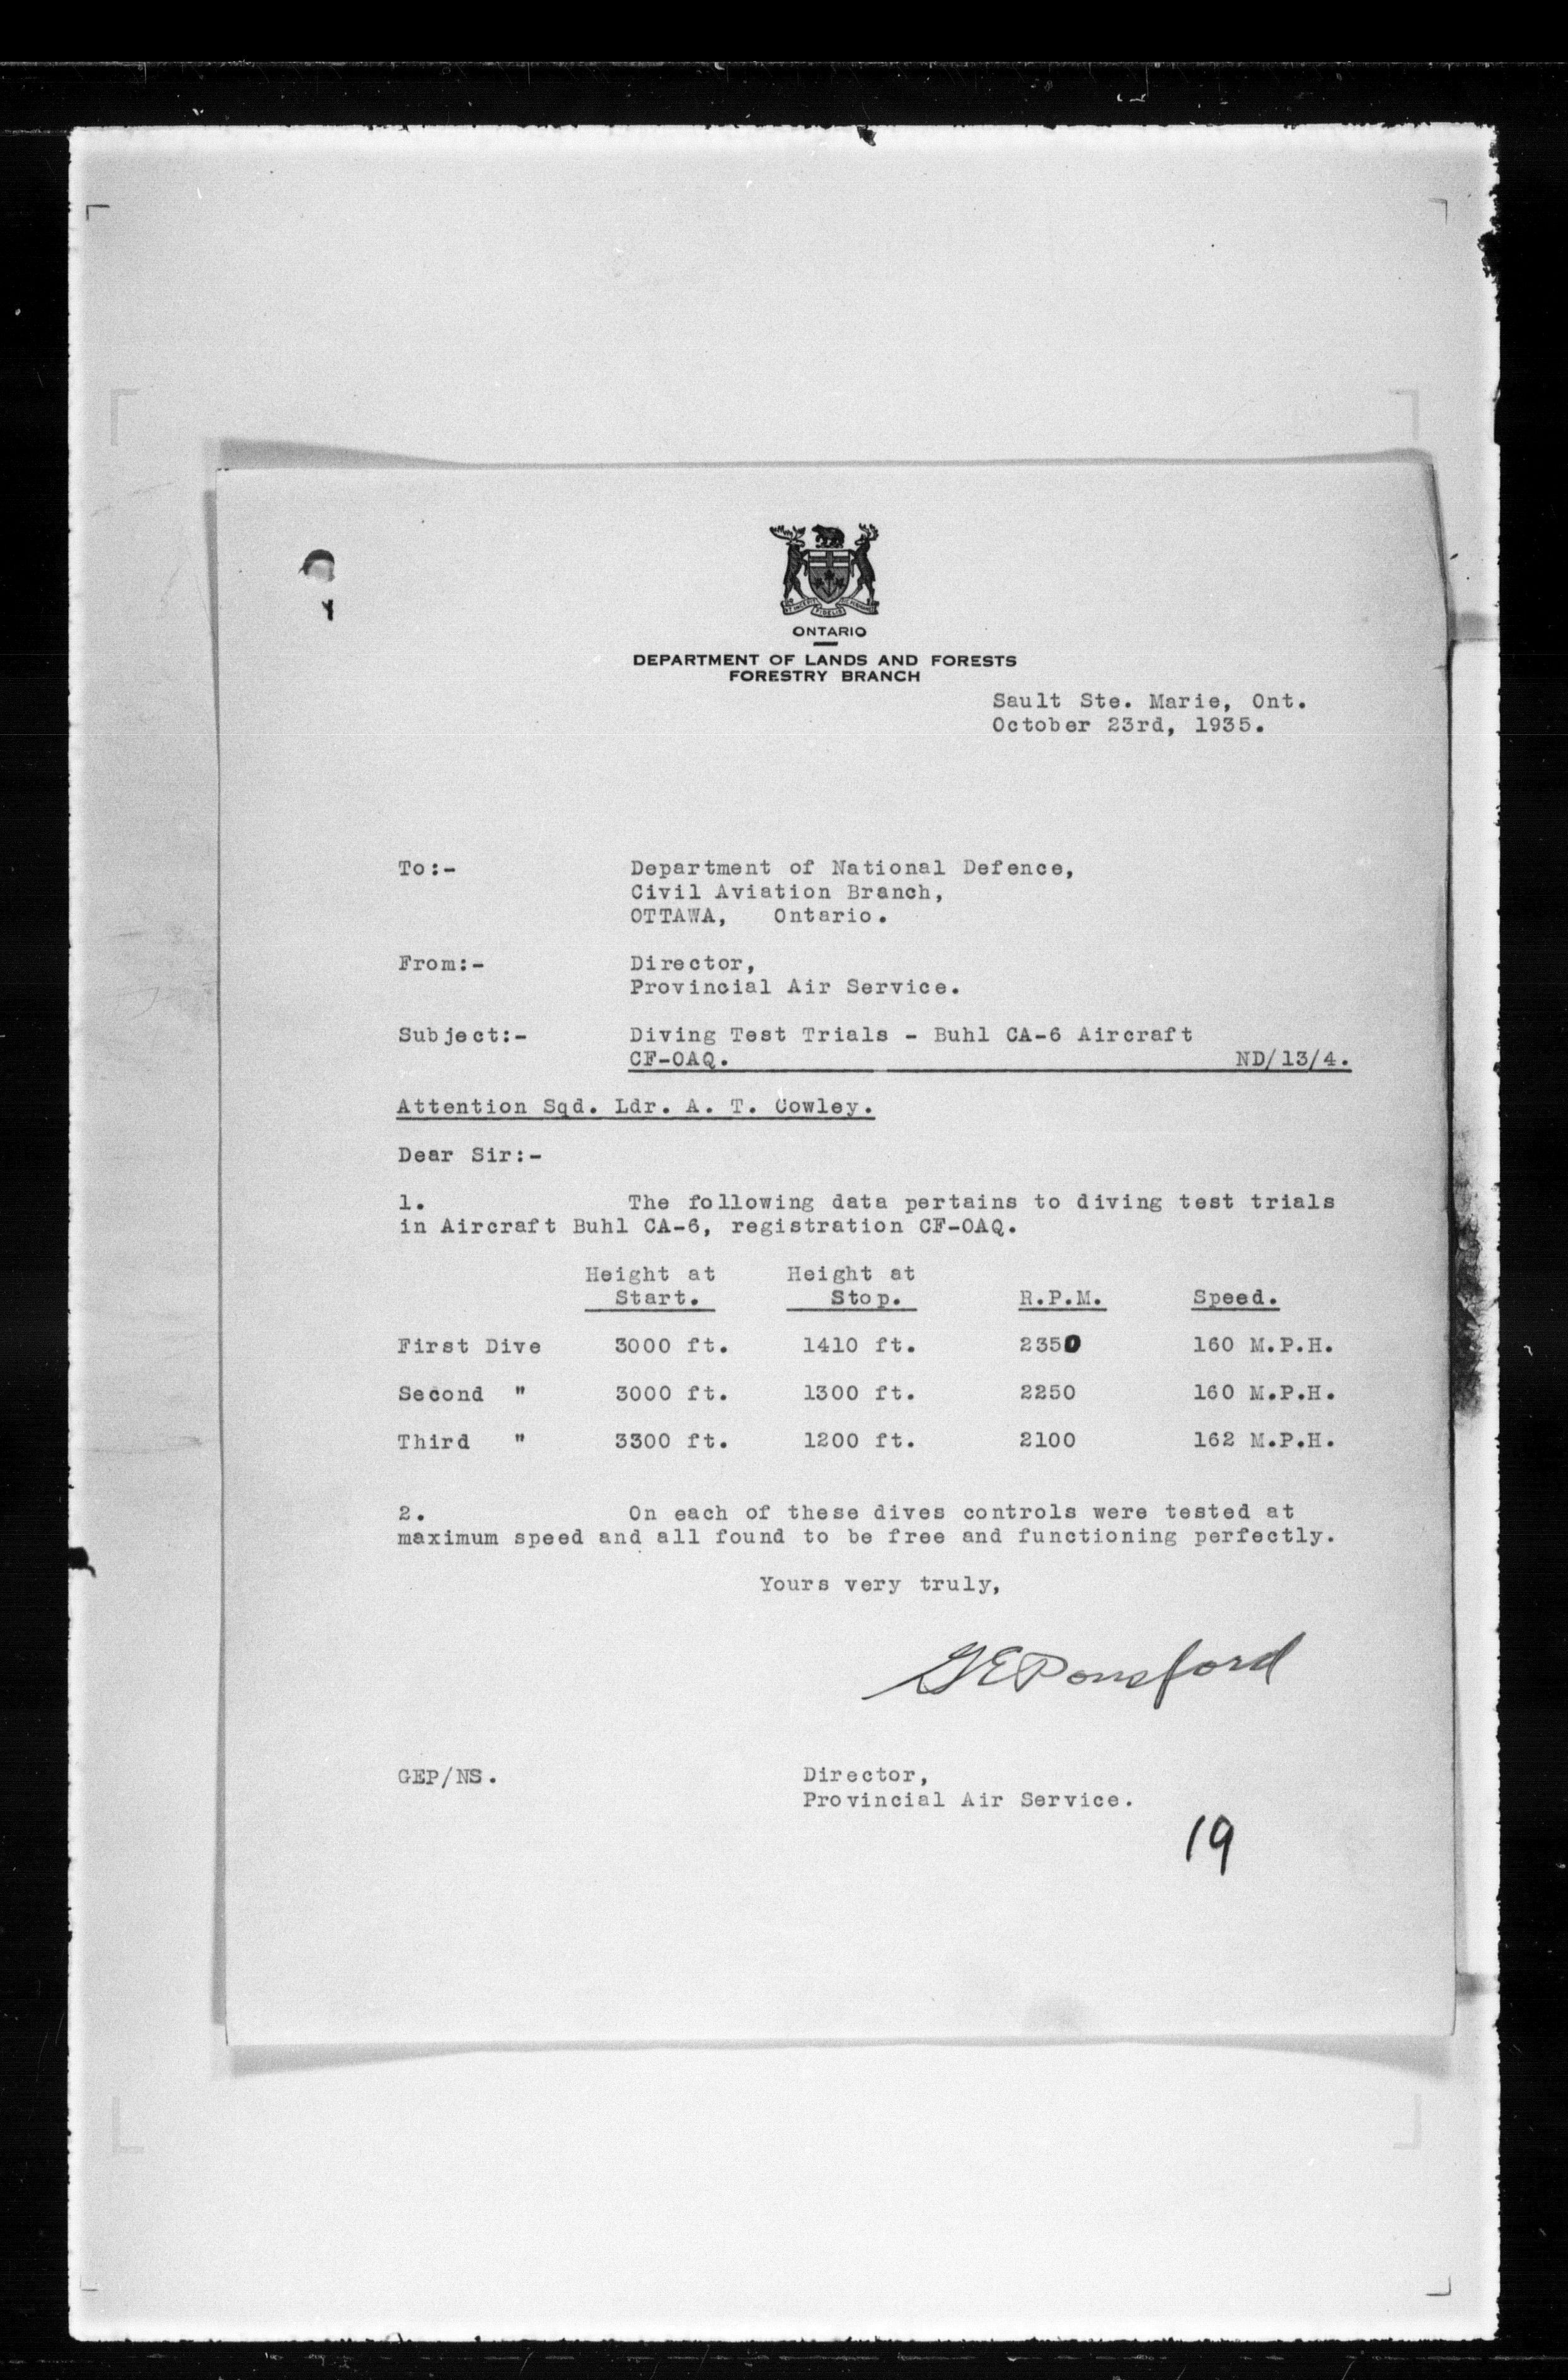 ONTARIO
DEPARTMENT OF LANDS AND FORESTS
FORESTRY BRANCH
Sault Ste. Marie, Ont.
October 23rd, 1935.
To:- Department of National Defence,
Civil Aviation Branch,
OTTAWA, Ontario.
From:- Director,
Provincial Air Service.
Subject:- Diving Test Trials - Buhl CA-6 Aircraft
CF-OAQ. ND/13/4.
Attention Sqd. Ldr. A. T. Cowley.
Dear Sir:-
1. The following data pertains to diving test trials
in Aircraft Buhl CA-6, registration CF-OAQ.
Height at Height at
Start. Stop. R.P.M. Speed.
First Dive 3000 ft. 1410 ft. 2350 160 M.P.H.
Second " 3000 ft. 1300 ft. 2250 160 M.P.H.
Third " 3300 ft. 1200 ft. 2100 162 M.P.H.
2. On each of these dives controls were tested at
maximum speed and all found to be free and functioning perfectly.
Yours very truly,
GEPonsford
GEP/NS. Director,
Provincial Air Service.
19